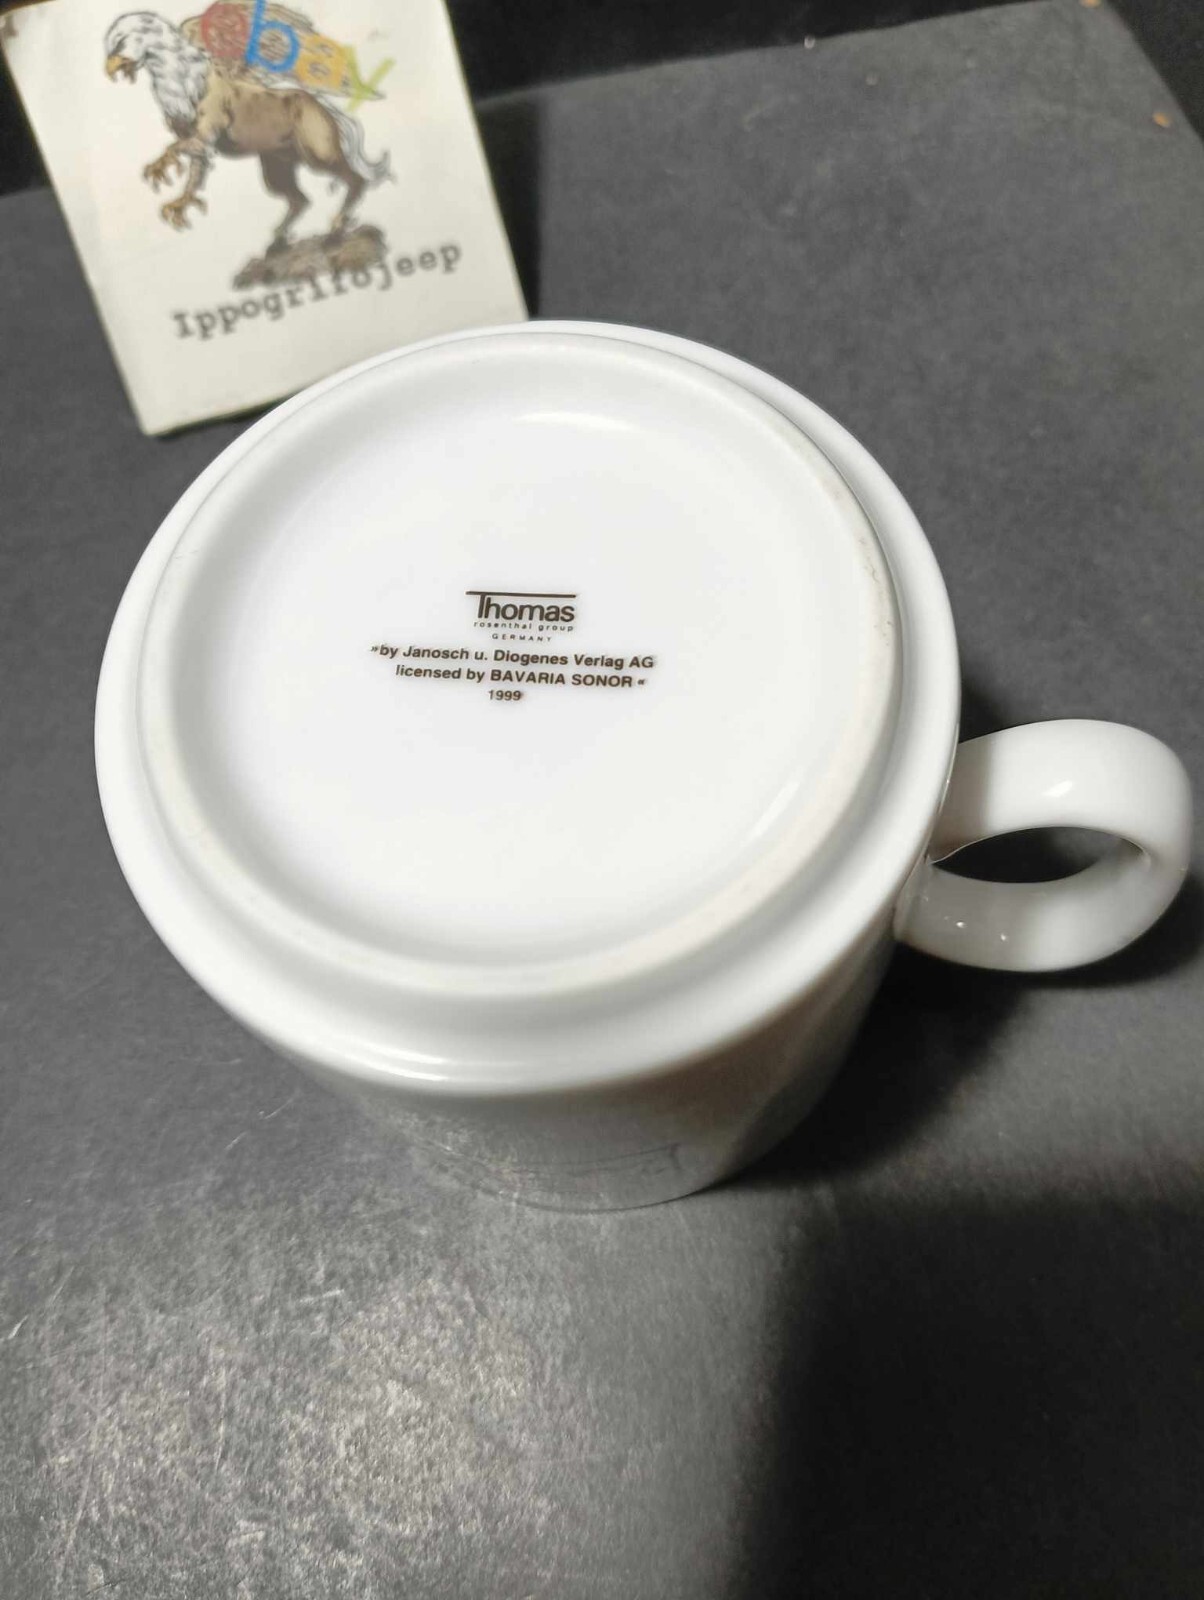 ebay
Ippogrifojeep
Thomas
rosenthal group
GERMANY
»by Janosch u. Diogenes Verlag AG
licensed by BAVARIA SONOR «
1999